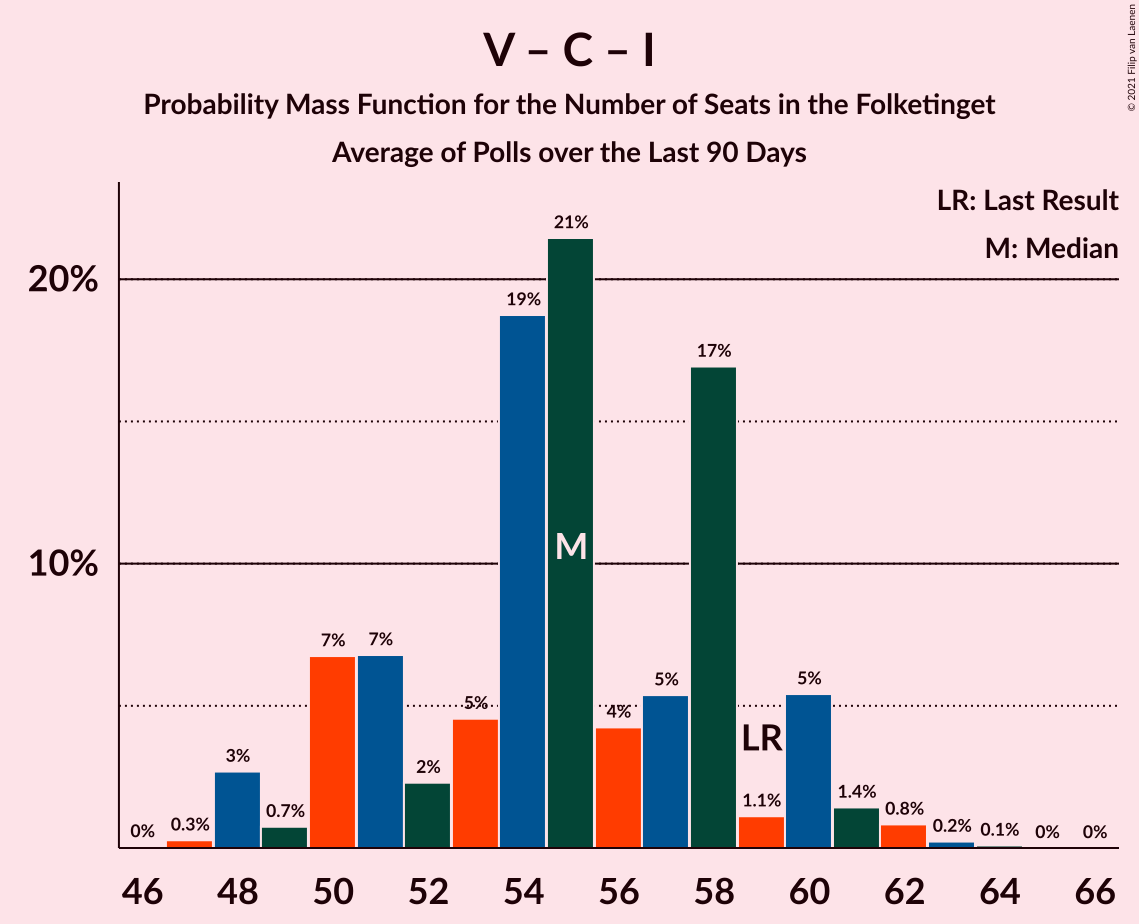 V – C – I
Probability Mass Function for the Number of Seats in the Folketinget
Average of Polls over the Last 90 Days
© 2021 Filip van Laenen
LR: Last Result
M: Median
20%
10%
0%
0.3%
3%
0.7%
7%
7%
2%
5%
19%
21%
M
4%
5%
17%
LR
1.1%
5%
1.4%
0.8%
0.2%
0.1%
0%
0%
46 48 50 52 54 56 58 60 62 64 66